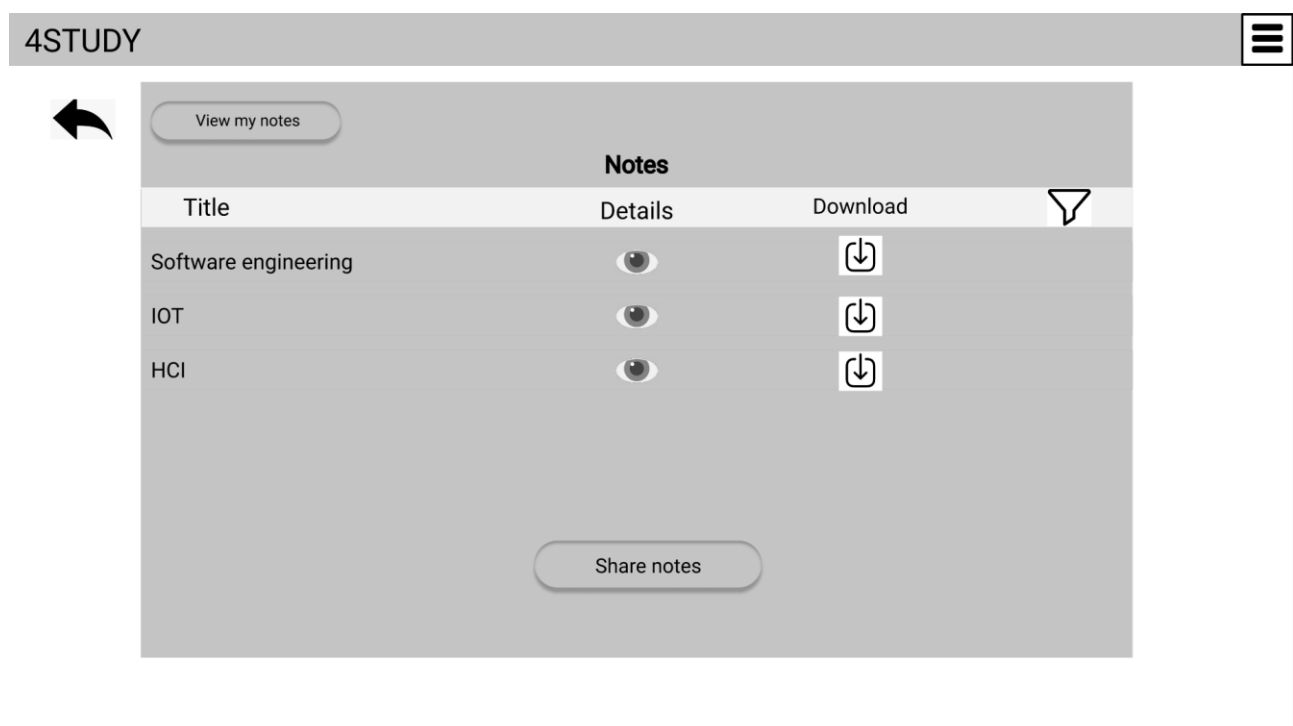 4STUDY
View my notes
Notes
Title Details Download
Software engineering
IOT
HCI
Share notes